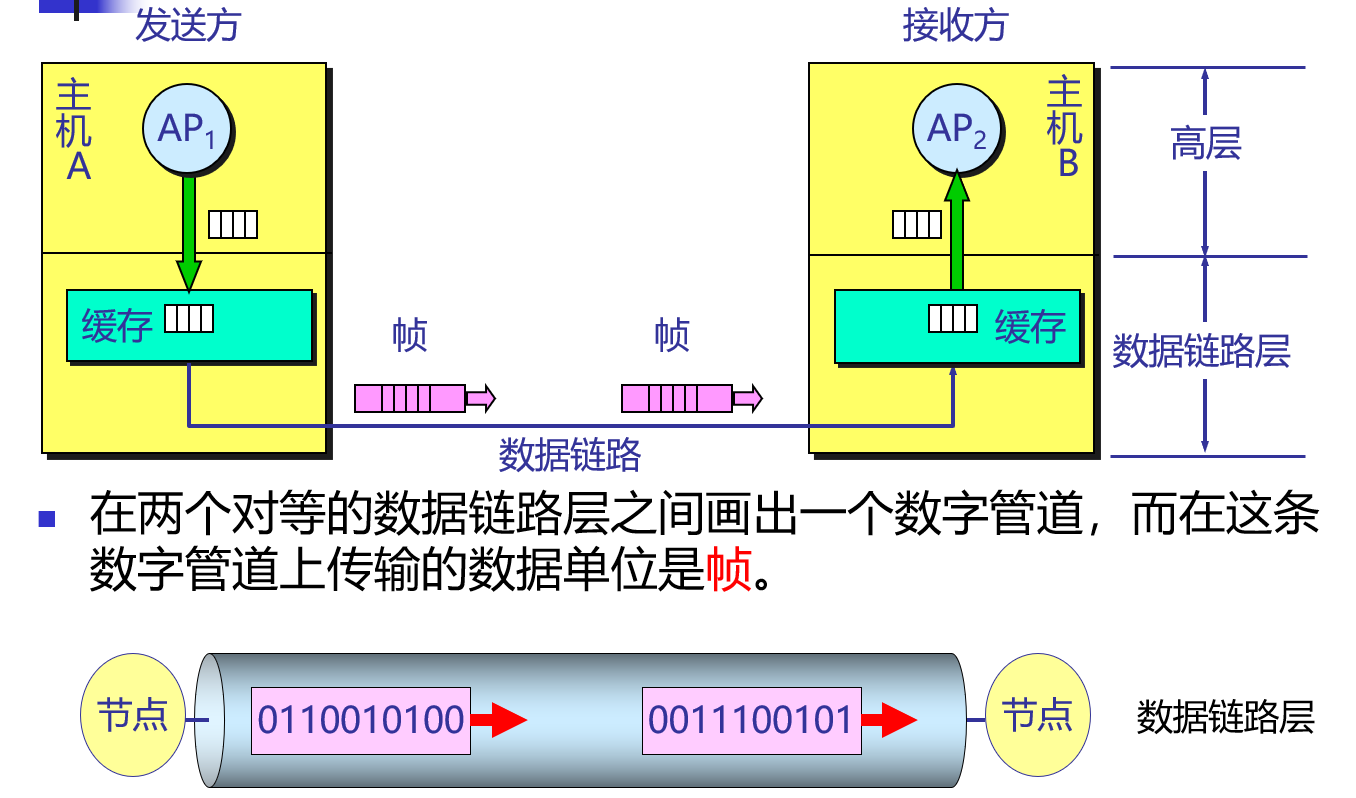 发送方
接收方
主机A
AP1
AP2
主机B
高层
缓存
帧
帧
缓存
数据链路层
数据链路
在两个对等的数据链路层之间画出一个数字管道，而在这条
数字管道上传输的数据单位是帧。
节点
0110010100
0011100101
节点
数据链路层